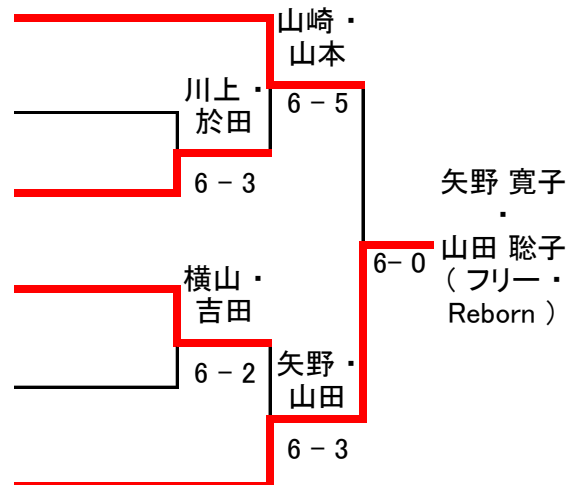 山崎・
山本
6 - 5
川上・
於田
6 - 3
横山・
吉田
6 - 2
矢野・
山田
6 - 3
6- 0
矢野 寛子
・
山田 聡子
( フリー・
Reborn )